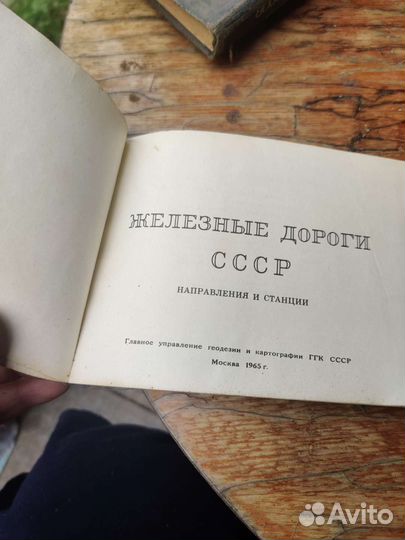 ЖЕЛЕЗНЫЕ ДОРОГИ
СССР
НАПРАВЛЕНИЯ И СТАНЦИИ
Главное управление геодезии и картографии ГГК СССР
Москва 1965 г.
Avito